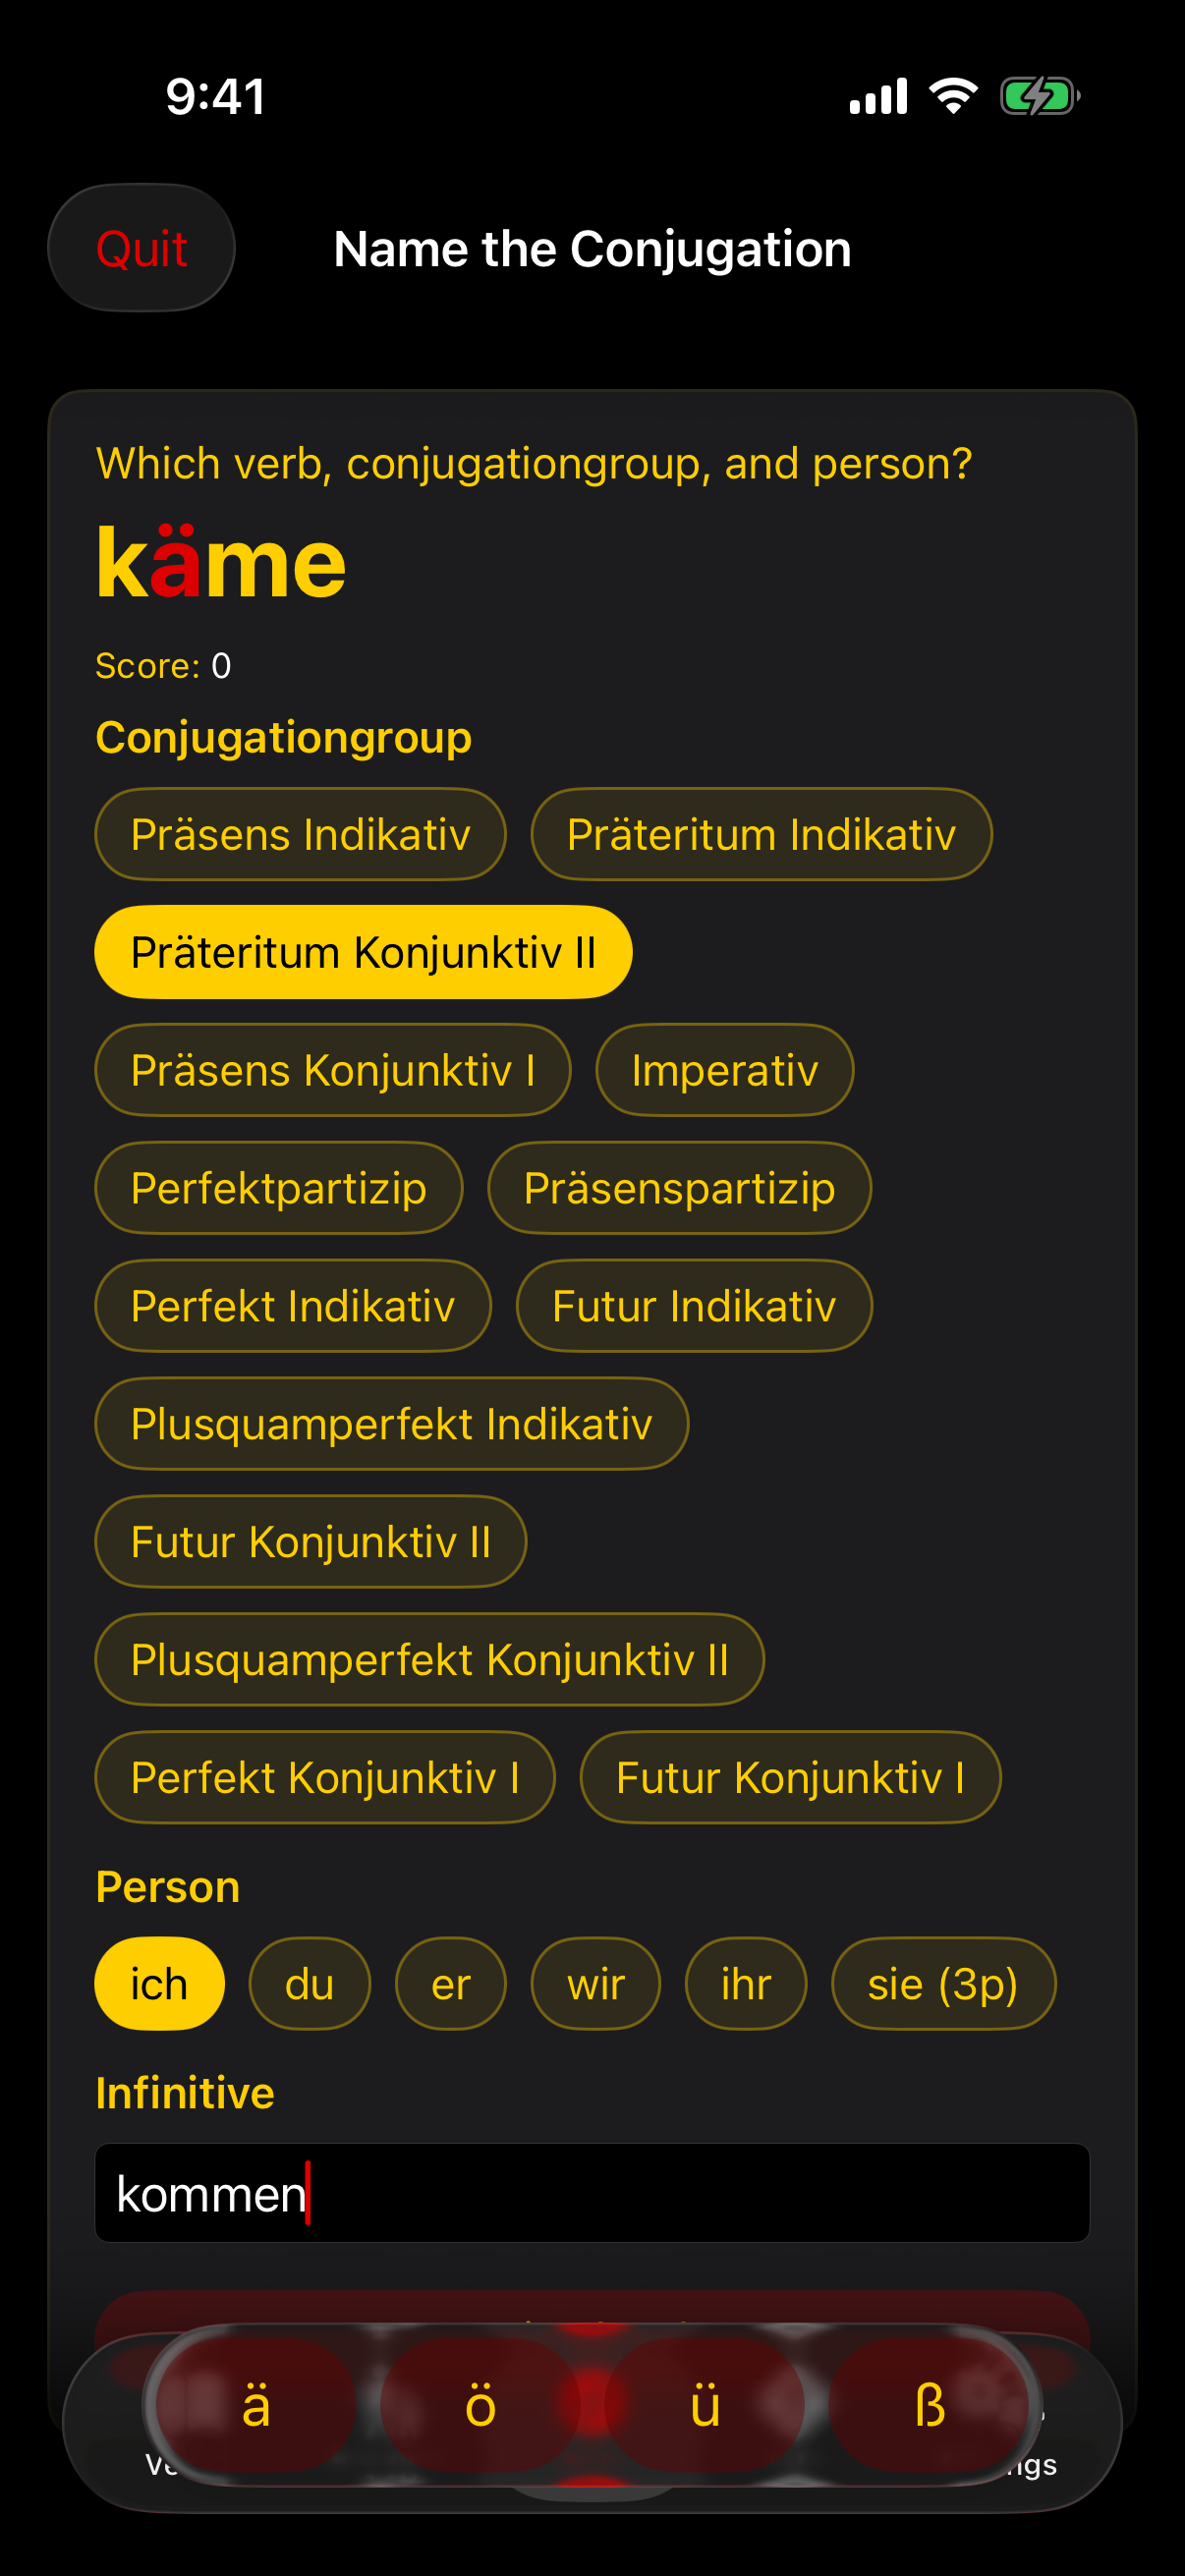 9:41
Quit
Name the Conjugation
Which verb, conjugationgroup, and person?
käme
Score: 0
Conjugationgroup
Präsens Indikativ
Präteritum Indikativ
Präteritum Konjunktiv II
Präsens Konjunktiv I
Imperativ
Perfektpartizip
Präsenspartizip
Perfekt Indikativ
Futur Indikativ
Plusquamperfekt Indikativ
Futur Konjunktiv II
Plusquamperfekt Konjunktiv II
Perfekt Konjunktiv I
Futur Konjunktiv I
Person
ich
du
er
wir
ihr
sie (3p)
Infinitive
kommen
ä
ö
ü
ß